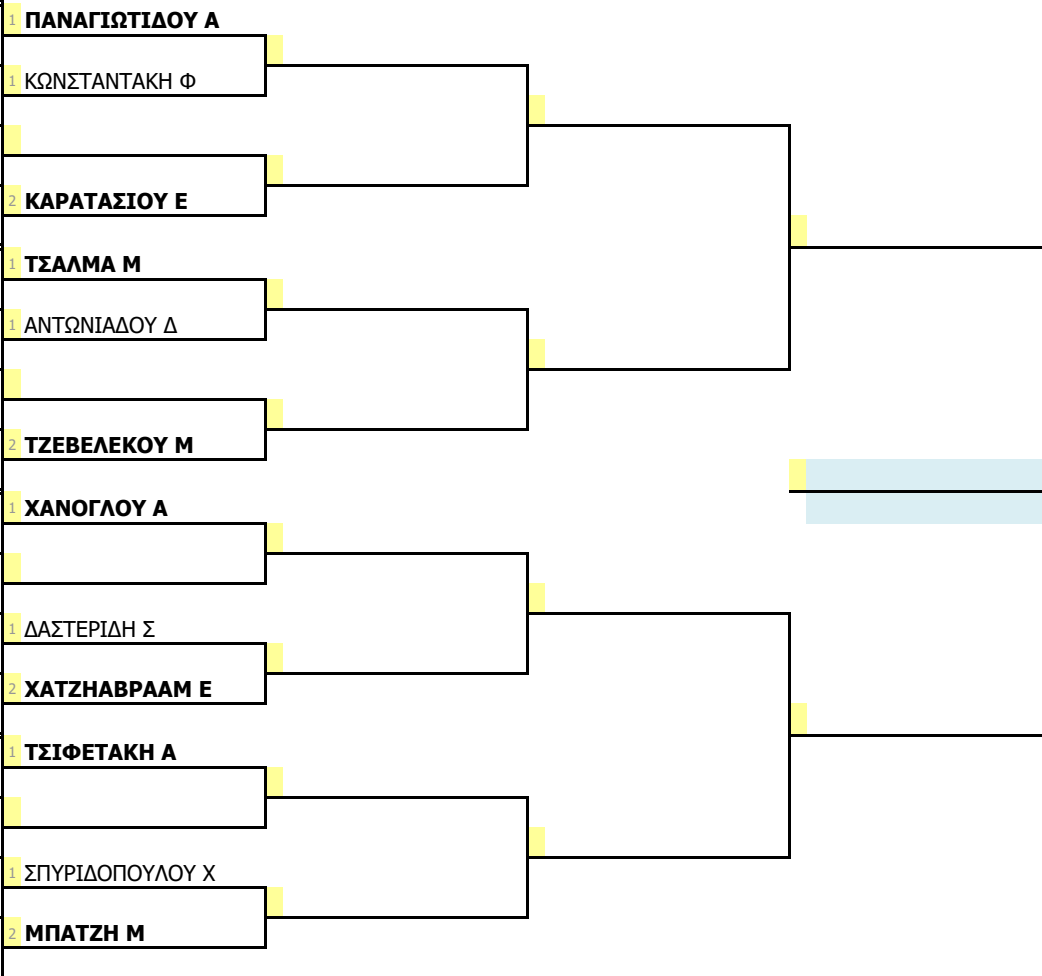 1 ΠΑΝΑΓΙΩΤΙΔΟΥ Α
1 ΚΩΝΣΤΑΝΤΑΚΗ Φ
2 ΚΑΡΑΤΑΣΙΟΥ Ε
1 ΤΣΑΛΜΑ Μ
1 ΑΝΤΩΝΙΑΔΟΥ Δ
2 ΤΖΕΒΕΛΕΚΟΥ Μ
1 ΧΑΝΟΓΛΟΥ Α
1 ΔΑΣΤΕΡΙΔΗ Σ
2 ΧΑΤΖΗΑΒΡΑΑΜ Ε
1 ΤΣΙΦΕΤΑΚΗ Α
1 ΣΠΥΡΙΔΟΠΟΥΛΟΥ Χ
2 ΜΠΑΤΖΗ Μ